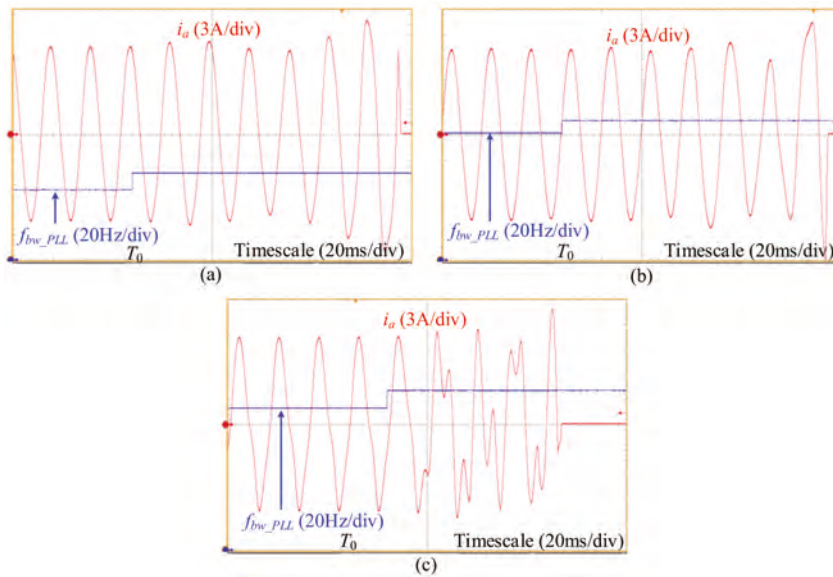 i_a (3A/div)
f_bw_PLL (20Hz/div)
T_0
Timescale (20ms/div)
(a)
i_a (3A/div)
f_bw_PLL (20Hz/div)
T_0
Timescale (20ms/div)
(b)
i_a (3A/div)
f_bw_PLL (20Hz/div)
T_0
Timescale (20ms/div)
(c)